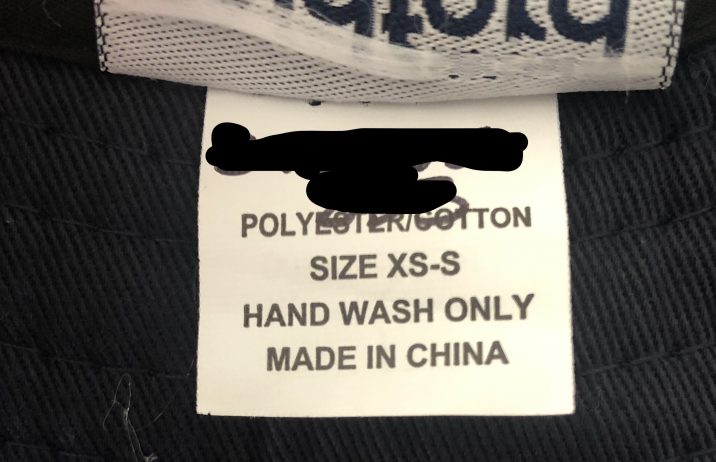 POLYESTER/COTTON
SIZE XS-S
HAND WASH ONLY
MADE IN CHINA